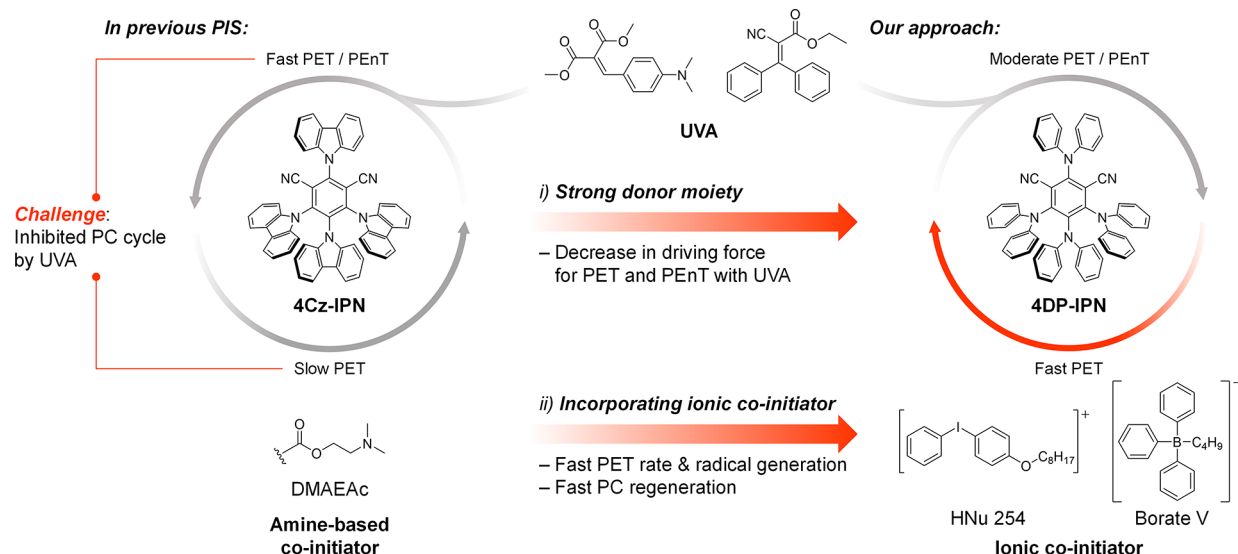 In previous PIS:
Fast PET / PEnT
CN
CN
N
N
N
N
4Cz-IPN
Slow PET
Challenge:
Inhibited PC cycle
by UVA
O
O
O
O
N
NC
O
O
UVA
Our approach:
Moderate PET / PEnT
N
NC
CN
N
N
N
4DP-IPN
Fast PET
i) Strong donor moiety
– Decrease in driving force
for PET and PEnT with UVA
ii) Incorporating ionic co-initiator
– Fast PET rate & radical generation
– Fast PC regeneration
O
O
N
DMAEAc
Amine-based
co-initiator
+
I
O
C8H17
HNu 254
–
B
C4H9
Borate V
Ionic co-initiator